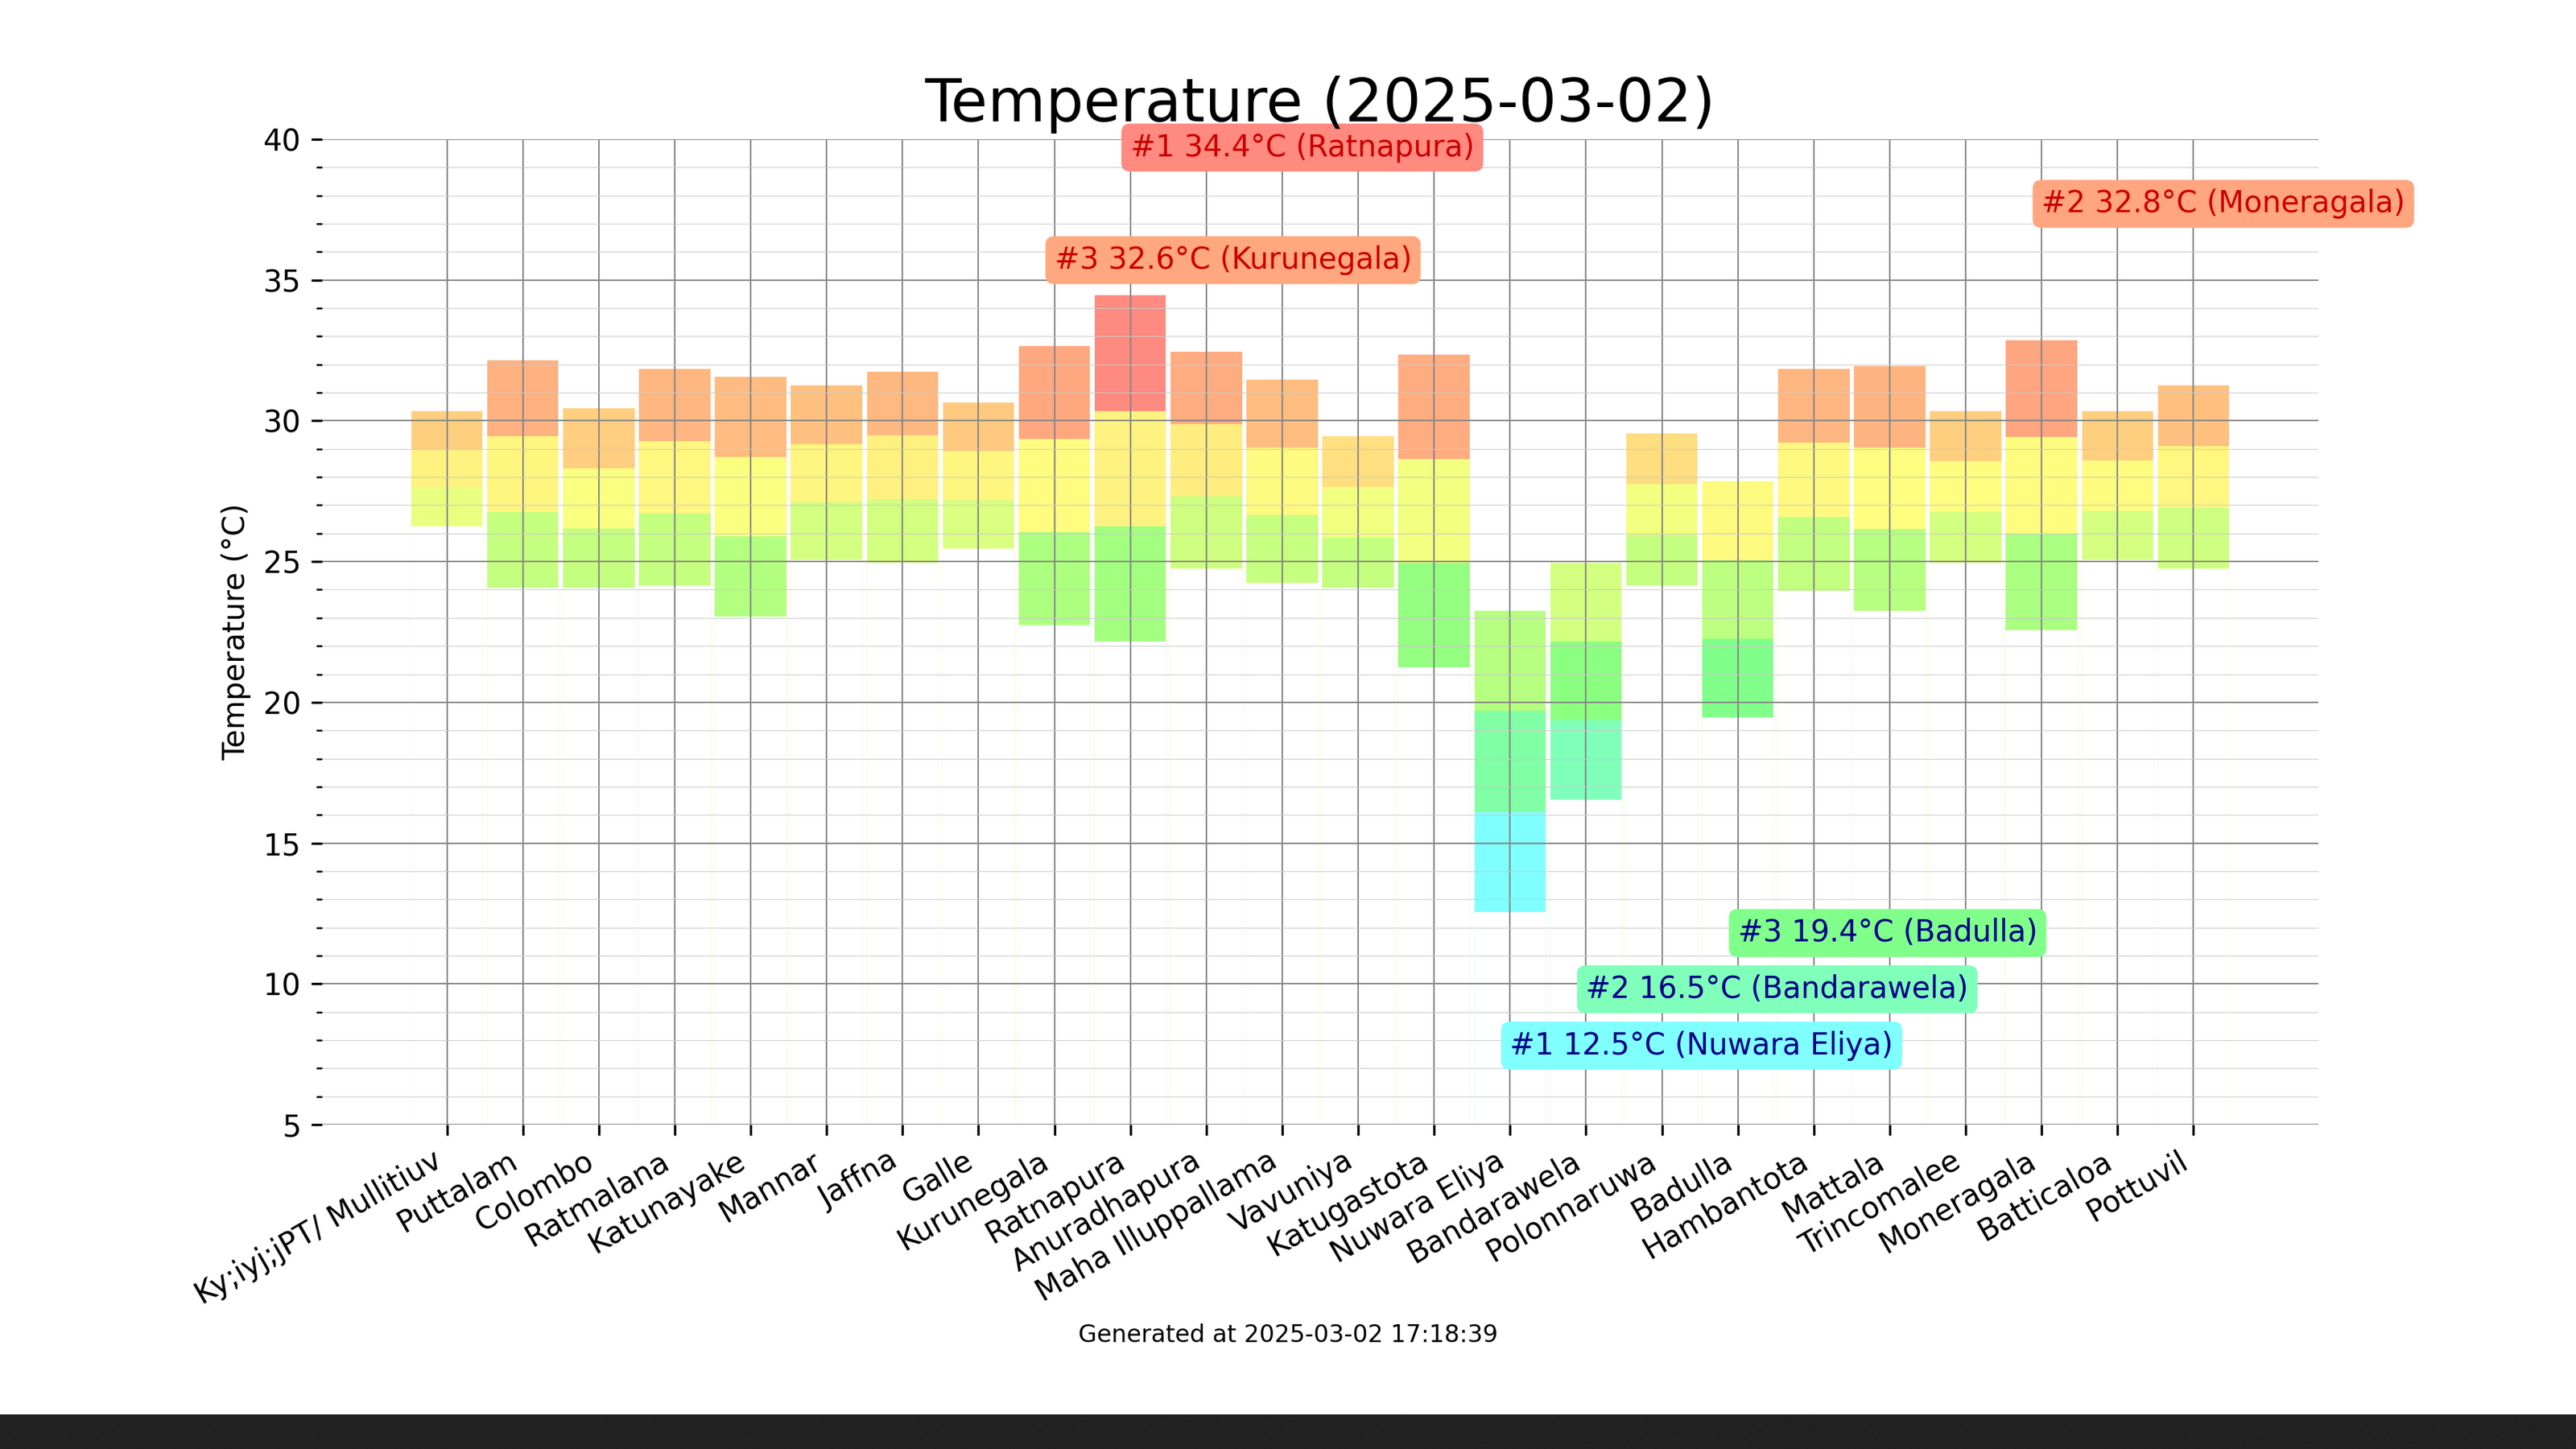 Temperature (2025-03-02)
#1 34.4°C (Ratnapura)
#2 32.8°C (Moneragala)
#3 32.6°C (Kurunegala)
40
35
30
25
20
15
10
5
Temperature (°C)
#3 19.4°C (Badulla)
#2 16.5°C (Bandarawela)
#1 12.5°C (Nuwara Eliya)
Ky;iyj;jPT/ Mullitiuv
Puttalam
Colombo
Ratmalana
Katunayake
Mannar
Jaffna
Galle
Kurunegala
Ratnapura
Anuradhapura
Maha Illuppallama
Vavuniya
Katugastota
Nuwara Eliya
Bandarawela
Polonnaruwa
Badulla
Hambantota
Mattala
Trincomalee
Moneragala
Batticaloa
Pottuvil
Generated at 2025-03-02 17:18:39